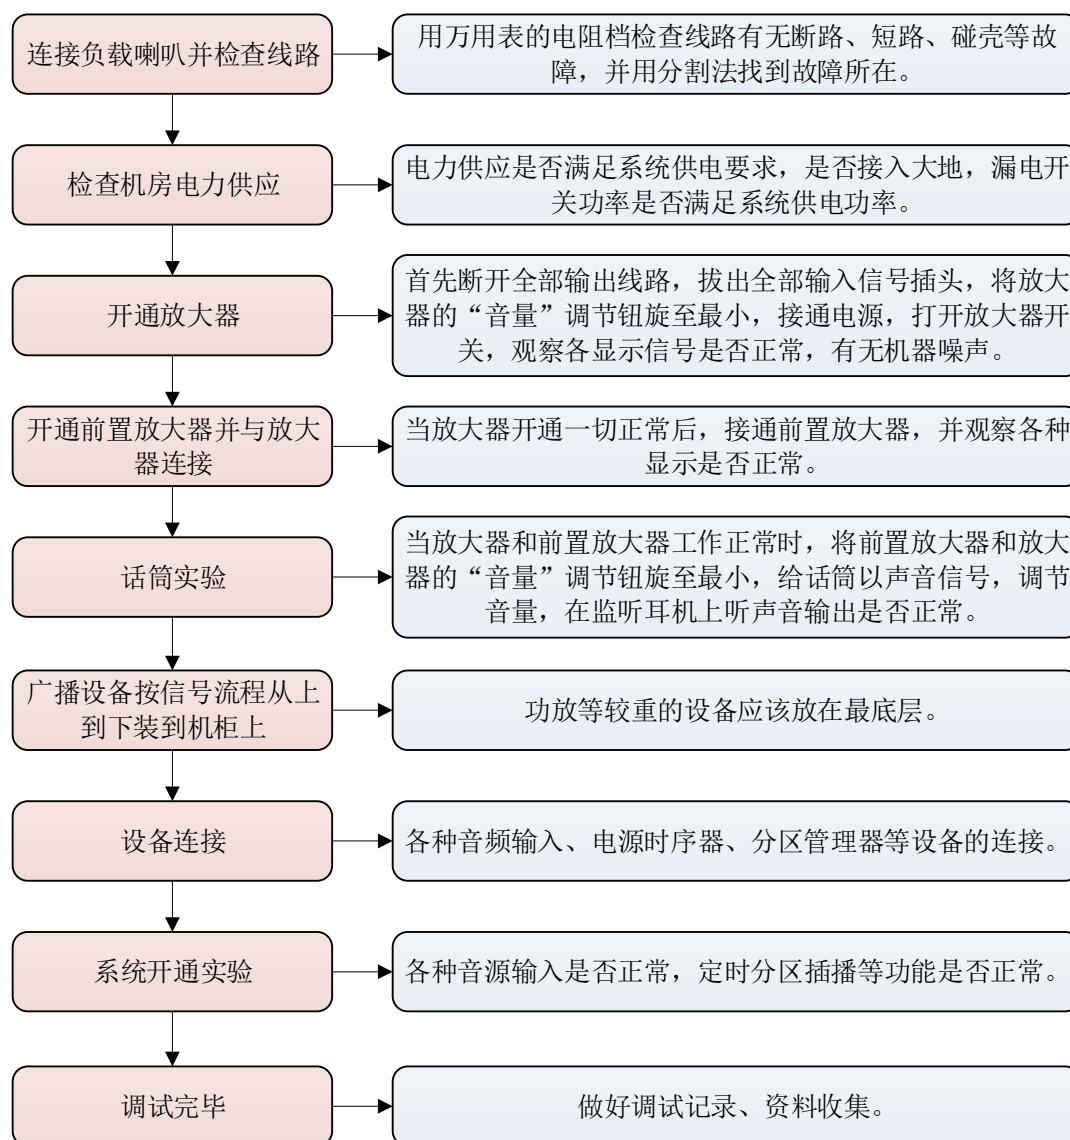 连接负载喇叭并检查线路
用万用表的电阻档检查线路有无断路、短路、碰壳等故
障，并用分割法找到故障所在。
检查机房电力供应
电力供应是否满足系统供电要求，是否接入大地，漏电开
关功率是否满足系统供电功率。
开通放大器
首先断开全部输出线路，拔出全部输入信号插头，将放大
器的“音量”调节钮旋至最小，接通电源，打开放大器开
关，观察各显示信号是否正常，有无机器噪声。
开通前置放大器并与放大
器连接
当放大器开通一切正常后，接通前置放大器，并观察各种
显示是否正常。
话筒实验
当放大器和前置放大器工作正常时，将前置放大器和放大
器的“音量”调节钮旋至最小，给话筒以声音信号，调节
音量，在监听耳机上听声音输出是否正常。
广播设备按信号流程从上
到下装到机柜上
功放等较重的设备应该放在最底层。
设备连接
各种音频输入、电源时序器、分区管理器等设备的连接。
系统开通实验
各种音源输入是否正常，定时分区插播等功能是否正常。
调试完毕
做好调试记录、资料收集。